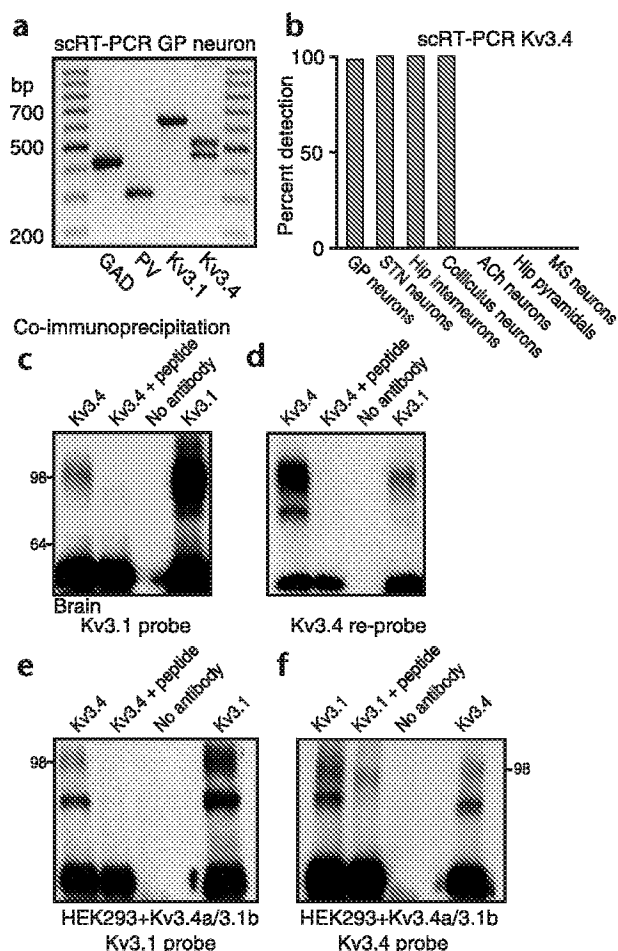 a
scRT-PCR GP neuron
bp
700
500
200
GAD
PV
Kv3.1
Kv3.4
b
scRT-PCR Kv3.4
Percent detection
100
50
0
GP neurons
STN neurons
Hip interneurons
Colliculus neurons
ACh neurons
Hip pyramidals
MS neurons
Co-immunoprecipitation
c
Kv3.4
Kv3.4 + peptide
No antibody
Kv3.1
98
64
Brain
Kv3.1 probe
d
Kv3.4
Kv3.4 + peptide
No antibody
Kv3.1
Kv3.4 re-probe
e
Kv3.4
Kv3.4 + peptide
No antibody
Kv3.1
98
HEK293+Kv3.4a/3.1b
Kv3.1 probe
f
Kv3.1
Kv3.1 + peptide
No antibody
Kv3.4
98
HEK293+Kv3.4a/3.1b
Kv3.4 probe